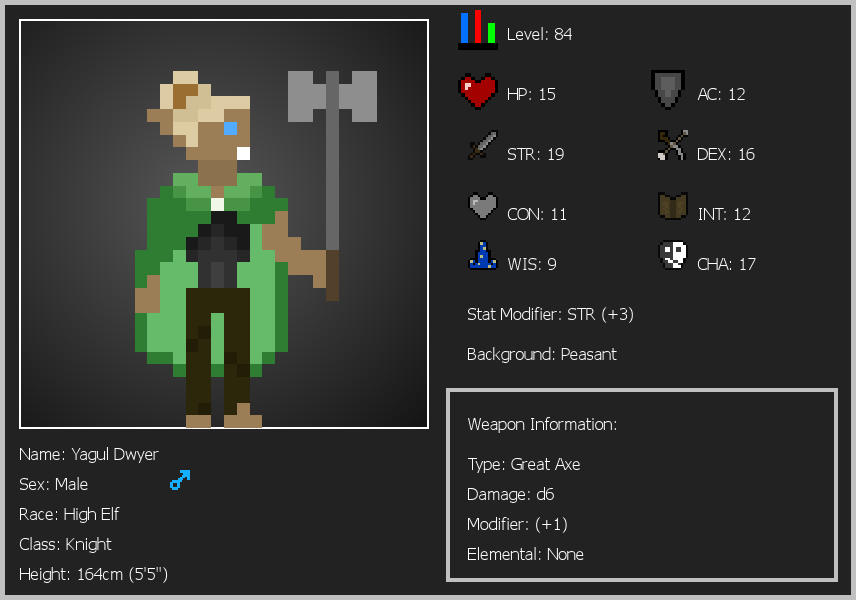 Level: 84
HP: 15
AC: 12
STR: 19
DEX: 16
CON: 11
INT: 12
WIS: 9
CHA: 17
Stat Modifier: STR (+3)
Background: Peasant
Weapon Information:
Type: Great Axe
Damage: d6
Modifier: (+1)
Elemental: None
Name: Yagul Dwyer
Sex: Male
Race: High Elf
Class: Knight
Height: 164cm (5'5")